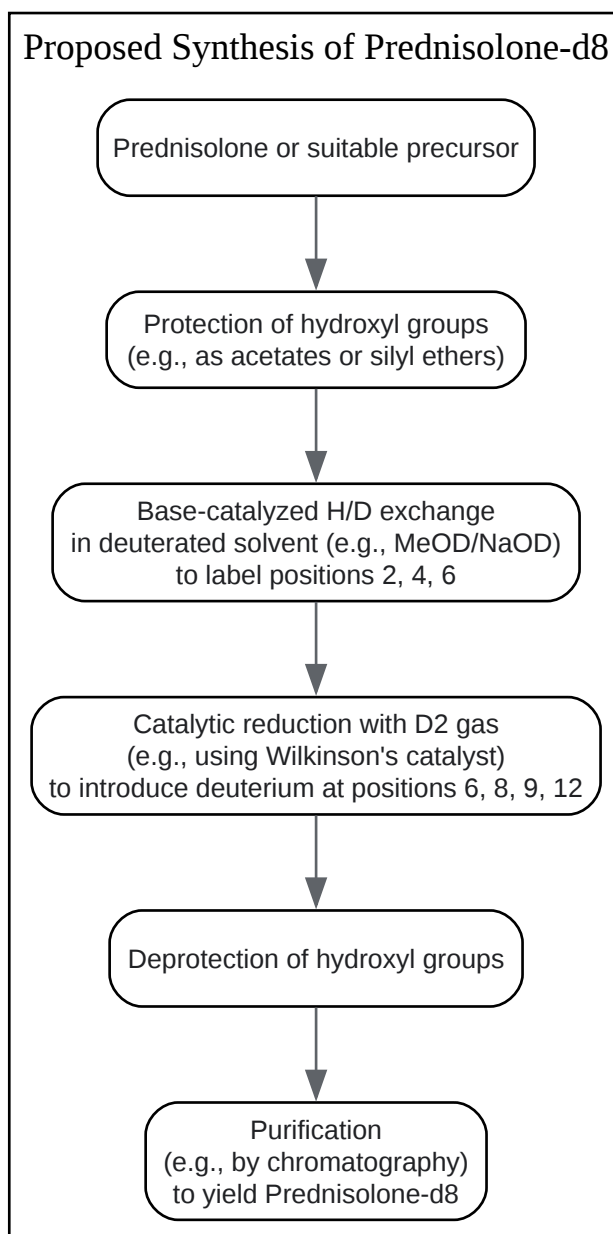 Proposed Synthesis of Prednisolone-d8
Prednisolone or suitable precursor
Protection of hydroxyl groups
(e.g., as acetates or silyl ethers)
Base-catalyzed H/D exchange
in deuterated solvent (e.g., MeOD/NaOD)
to label positions 2, 4, 6
Catalytic reduction with D2 gas
(e.g., using Wilkinson's catalyst)
to introduce deuterium at positions 6, 8, 9, 12
Deprotection of hydroxyl groups
Purification
(e.g., by chromatography)
to yield Prednisolone-d8